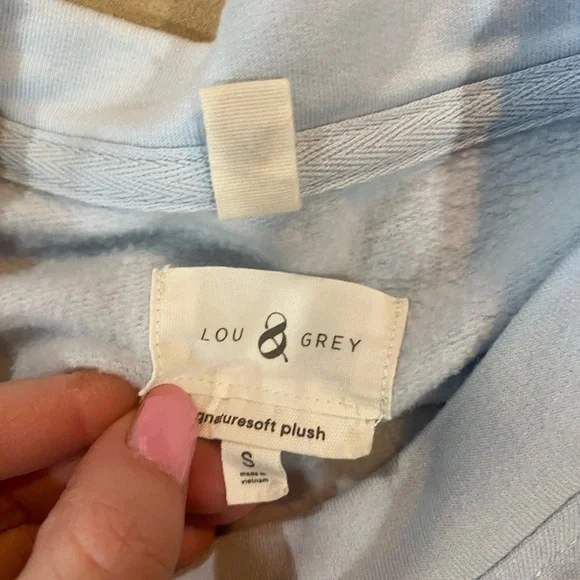 LOU & GREY
gnaturesoft plush
S
made in
vietnam